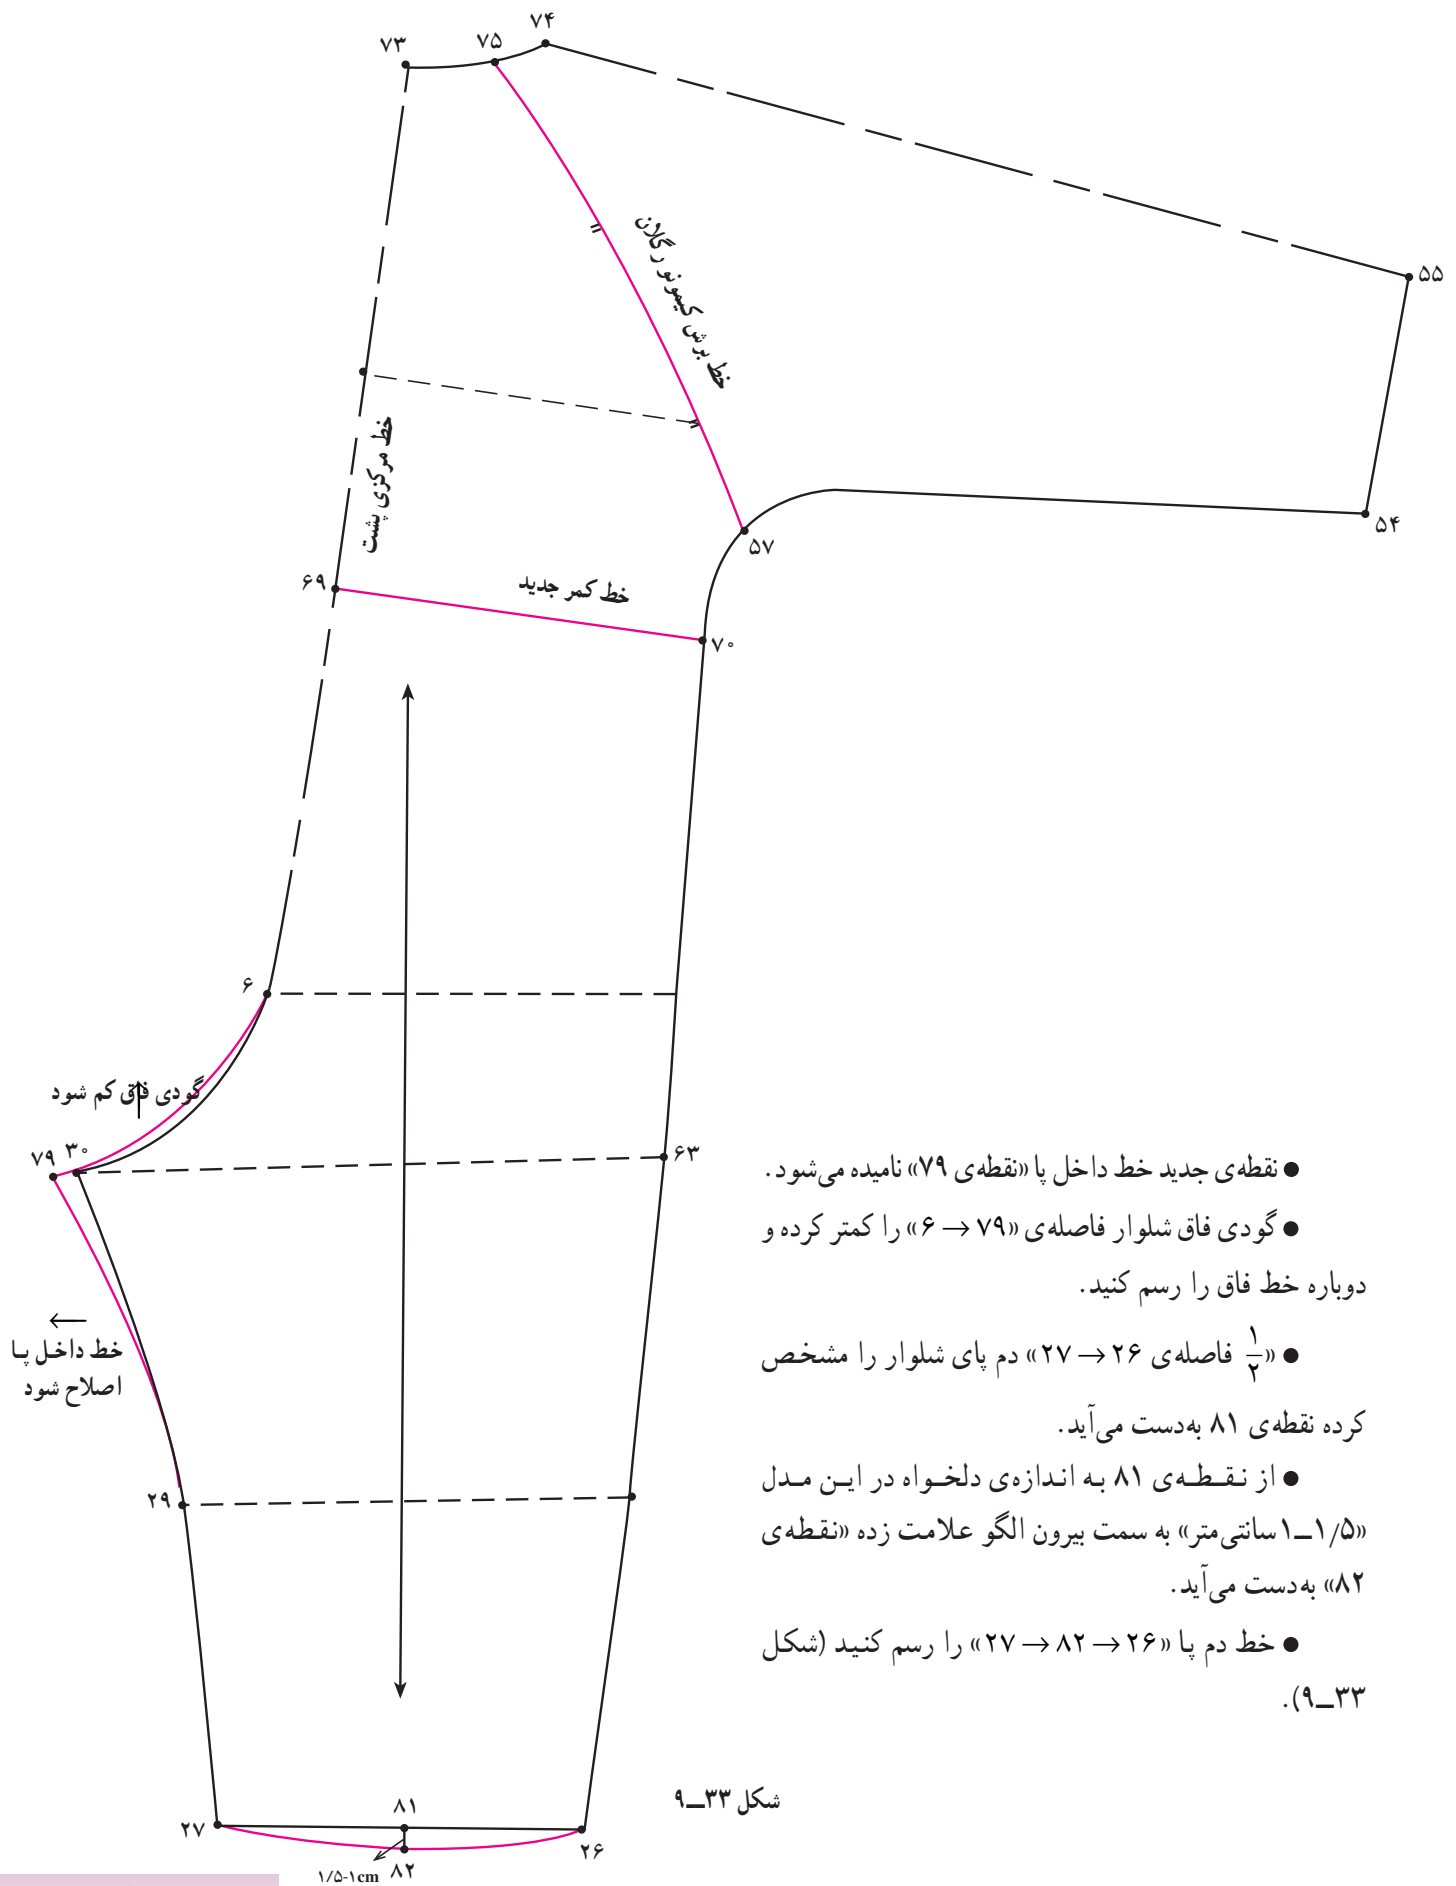 ۷۴
۷۵
۷۳
۵۵
خط برش کیمونو رگلان
خط مرکزی پشت
۵۴
۵۷
۶۹
خط کمر جدید
۷۰
۶
گودی فاق کم شود
۷۹ ۳۰
۶۳
● نقطه‌ی جدید خط داخل پا «نقطه‌ی ۷۹» نامیده می‌شود.
● گودی فاق شلوار فاصله‌ی «۷۹ → ۶» را کمتر کرده و
دوباره خط فاق را رسم کنید.
● «۱/۲ فاصله‌ی ۲۶ → ۲۷» دم پای شلوار را مشخص
کرده نقطه‌ی ۸۱ به‌دست می‌آید.
● از نقطه‌ی ۸۱ به اندازه‌ی دلخواه در این مدل
«۱/۵ــ۱ سانتی‌متر» به سمت بیرون الگو علامت زده «نقطه‌ی
۸۲» به‌دست می‌آید.
● خط دم پا «۲۶ → ۸۲ → ۲۷» را رسم کنید (شکل
۳۳ــ۹).
←
خط داخل پا
اصلاح شود
۲۹
شکل ۳۳ــ۹
۸۱
۲۷
۲۶
۱/۵-۱cm
۸۲